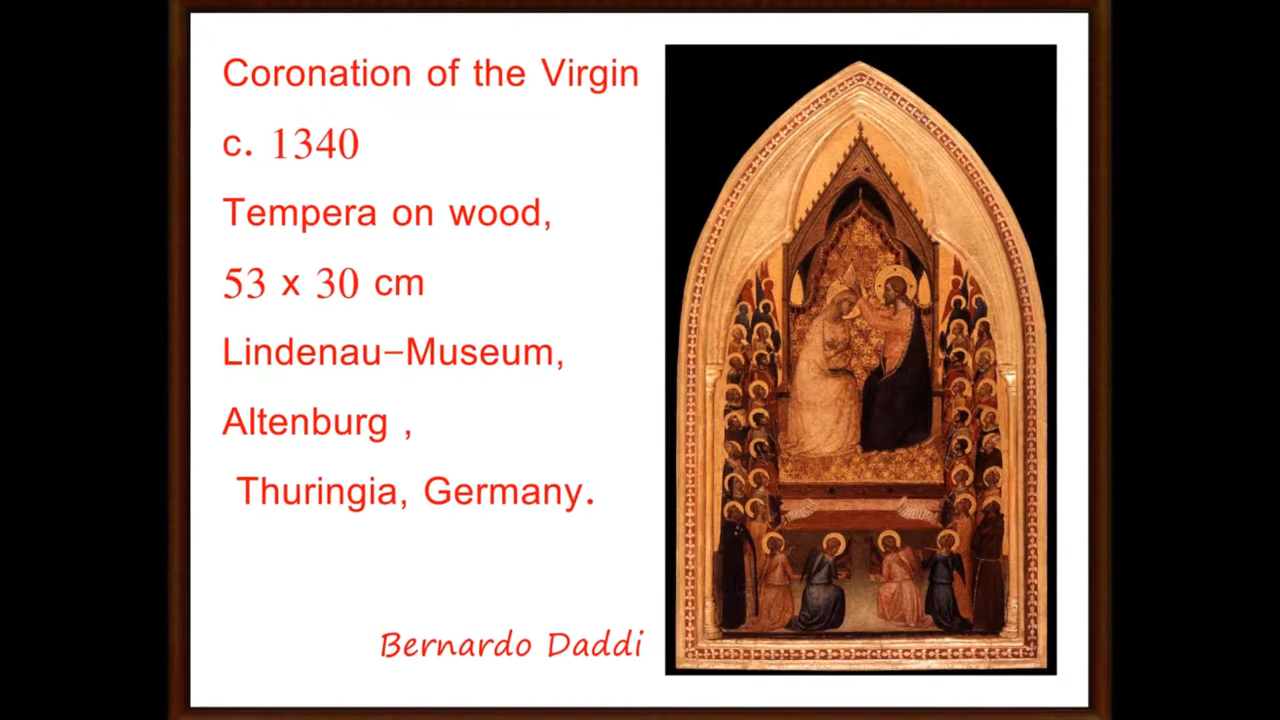 Coronation of the Virgin
c. 1340
Tempera on wood,
53 x 30 cm
Lindenau-Museum,
Altenburg ,
Thuringia, Germany.
Bernardo Daddi